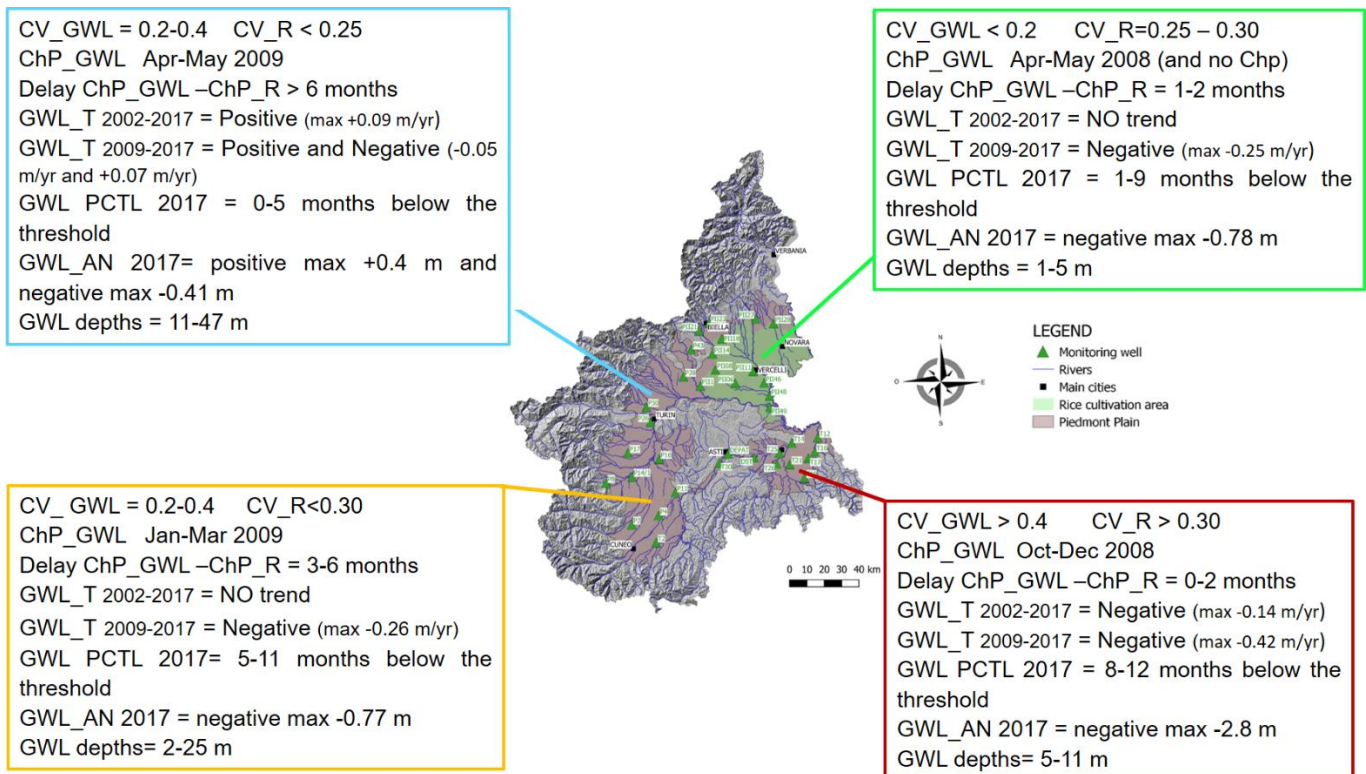 CV_GWL = 0.2-0.4 CV_R < 0.25
ChP_GWL Apr-May 2009
Delay ChP_GWL –ChP_R > 6 months
GWL_T 2002-2017 = Positive (max +0.09 m/yr)
GWL_T 2009-2017 = Positive and Negative (-0.05
m/yr and +0.07 m/yr)
GWL PCTL 2017 = 0-5 months below the
threshold
GWL_AN 2017= positive max +0.4 m and
negative max -0.41 m
GWL depths = 11-47 m
CV_GWL < 0.2 CV_R=0.25 – 0.30
ChP_GWL Apr-May 2008 (and no Chp)
Delay ChP_GWL –ChP_R = 1-2 months
GWL_T 2002-2017 = NO trend
GWL_T 2009-2017 = Negative (max -0.25 m/yr)
GWL PCTL 2017 = 1-9 months below the
threshold
GWL_AN 2017 = negative max -0.78 m
GWL depths = 1-5 m
VERBANIA
BIELLA
NOVARA
VERCELLI
TURIN
ASTI
CUNEO
N
O
E
S
LEGEND
Monitoring well
Rivers
Main cities
Rice cultivation area
Piedmont Plain
0 10 20 30 40 km
CV_ GWL = 0.2-0.4 CV_R<0.30
ChP_GWL Jan-Mar 2009
Delay ChP_GWL –ChP_R = 3-6 months
GWL_T 2002-2017 = NO trend
GWL_T 2009-2017 = Negative (max -0.26 m/yr)
GWL PCTL 2017= 5-11 months below the
threshold
GWL_AN 2017 = negative max -0.77 m
GWL depths= 2-25 m
CV_GWL > 0.4 CV_R > 0.30
ChP_GWL Oct-Dec 2008
Delay ChP_GWL –ChP_R = 0-2 months
GWL_T 2002-2017 = Negative (max -0.14 m/yr)
GWL_T 2009-2017 = Negative (max -0.42 m/yr)
GWL PCTL 2017 = 8-12 months below the
threshold
GWL_AN 2017 = negative max -2.8 m
GWL depths= 5-11 m